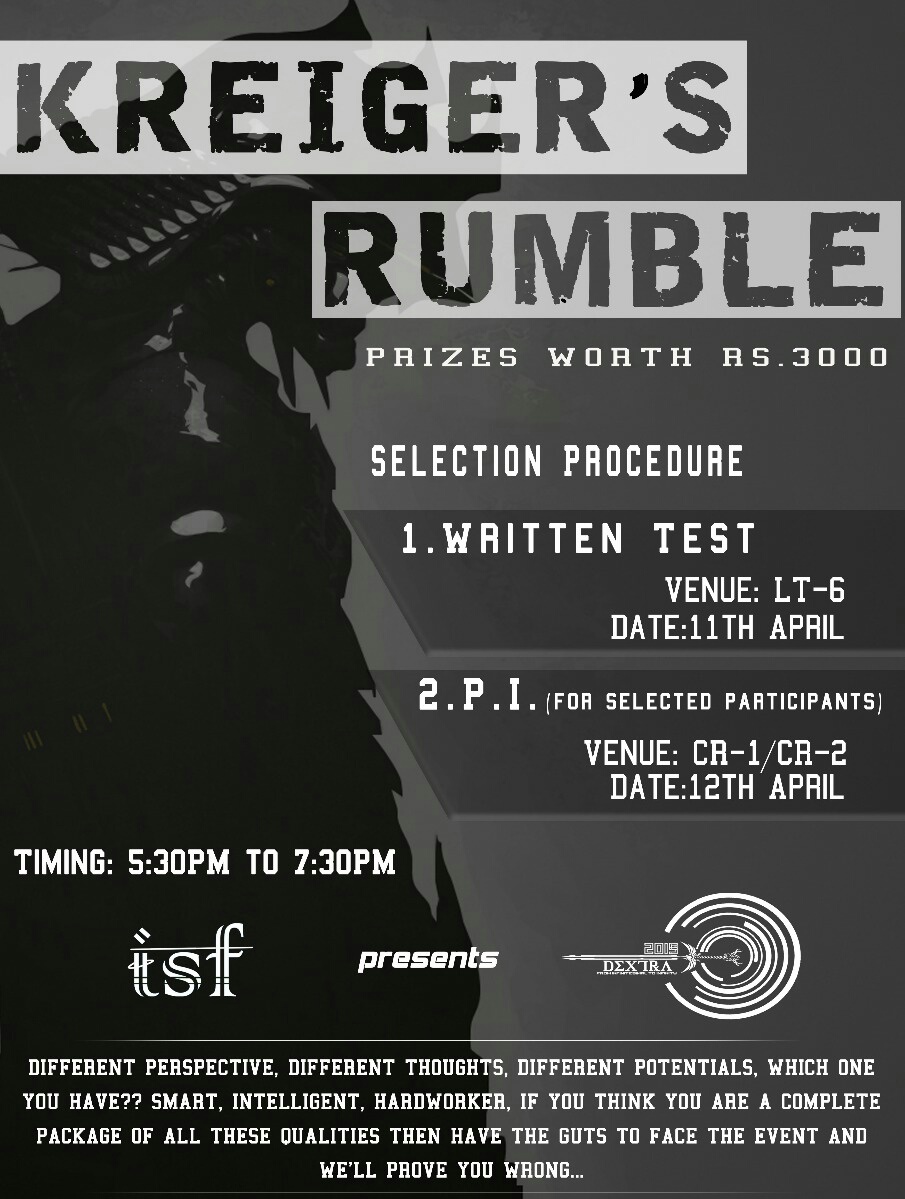 KREIGER'S
RUMBLE
PRIZES WORTH RS.3000
SELECTION PROCEDURE
1.WRITTEN TEST
VENUE: LT-6
DATE:11TH APRIL
2.P.I.(FOR SELECTED PARTICIPANTS)
VENUE: CR-1/CR-2
DATE:12TH APRIL
TIMING: 5:30PM TO 7:30PM
isf
presents
2015
DEXTRA
DIFFERENT PERSPECTIVE, DIFFERENT THOUGHTS, DIFFERENT POTENTIALS, WHICH ONE
YOU HAVE?? SMART, INTELLIGENT, HARDWORKER, IF YOU THINK YOU ARE A COMPLETE
PACKAGE OF ALL THESE QUALITIES THEN HAVE THE GUTS TO FACE THE EVENT AND
WE'LL PROVE YOU WRONG...